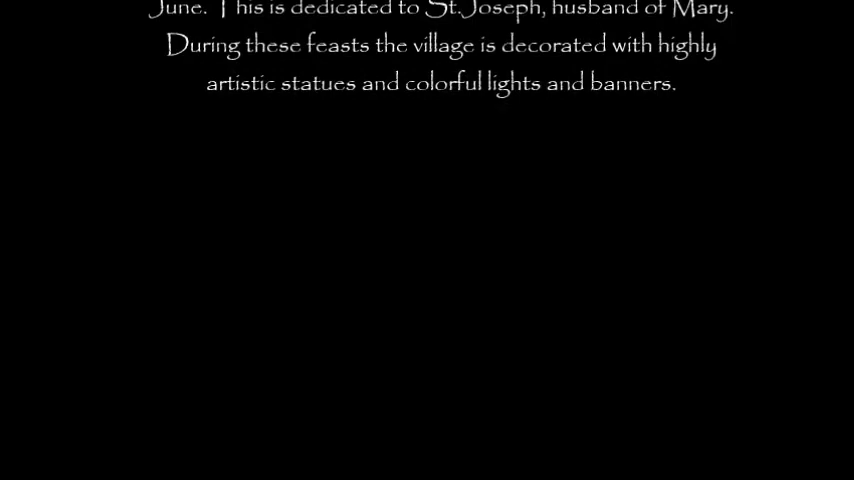 June. This is dedicated to St.Joseph, husband of Mary.
During these feasts the village is decorated with highly
artistic statues and colorful lights and banners.